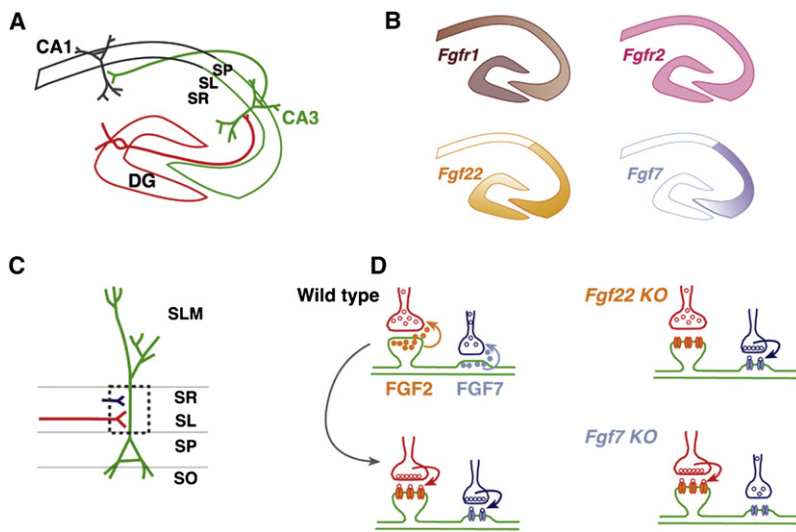 A
CA1
SP
SL
SR
CA3
DG
B
Fgfr1
Fgfr2
Fgf22
Fgf7
C
SLM
SR
SL
SP
SO
D
Wild type
FGF2
FGF7
Fgf22 KO
Fgf7 KO